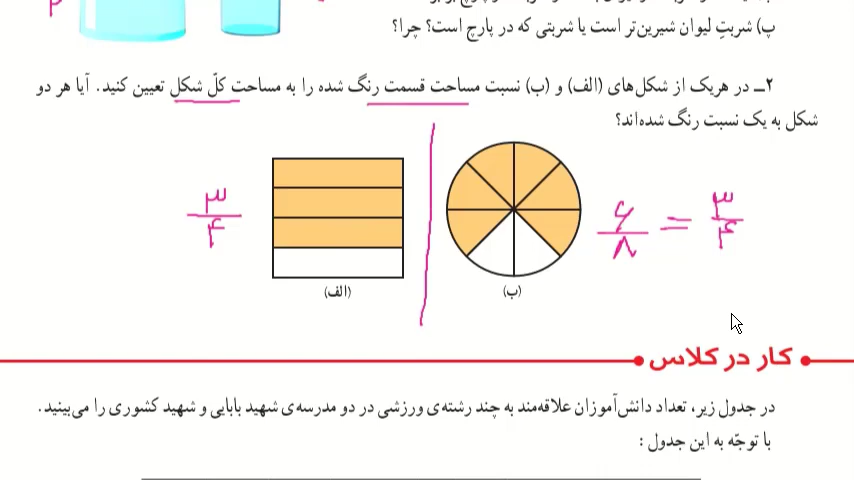 پ) شربتِ لیوان شیرین‌تر است یا شربتی که در پارچ است؟ چرا؟
۲ـ در هریک از شکل‌های (الف) و (ب) نسبت مساحت قسمت رنگ شده را به مساحت کلّ شکل تعیین کنید. آیا هر دو
شکل به یک نسبت رنگ شده‌اند؟
۳/۴
۶/۸ = ۳/۴
(الف)
(ب)
کار در کلاس
در جدول زیر، تعداد دانش‌آموزان علاقه‌مند به چند رشته‌ی ورزشی در دو مدرسه‌ی شهید بابایی و شهید کشوری را می‌بینید.
با توجّه به این جدول :